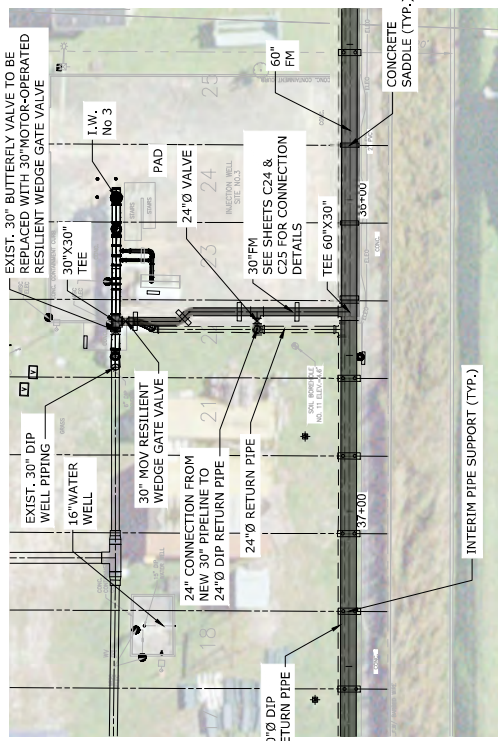 EXIST. 30" BUTTERFLY VALVE TO BE
REPLACED WITH 30"MOTOR-OPERATED
RESILIENT WEDGE GATE VALVE
I.W.
No 3
30"X30"
TEE
PAD
24"Ø VALVE
30"FM
SEE SHEETS C24 &
C25 FOR CONNECTION
DETAILS
TEE 60"X30"
60"
FM
CONCRETE
SADDLE (TYP.)
36+00
EXIST. 30" DIP
WELL PIPING
16"WATER
WELL
30" MOV RESILIENT
WEDGE GATE VALVE
24" CONNECTION FROM
NEW 30" PIPELINE TO
24"Ø DIP RETURN PIPE
24"Ø RETURN PIPE
37+00
INTERIM PIPE SUPPORT (TYP.)
"Ø DIP
ETURN PIPE
INJECTION WELL
SITE NO.3
SOIL BOREHOLE
NO. 11
25
24
23
21
18